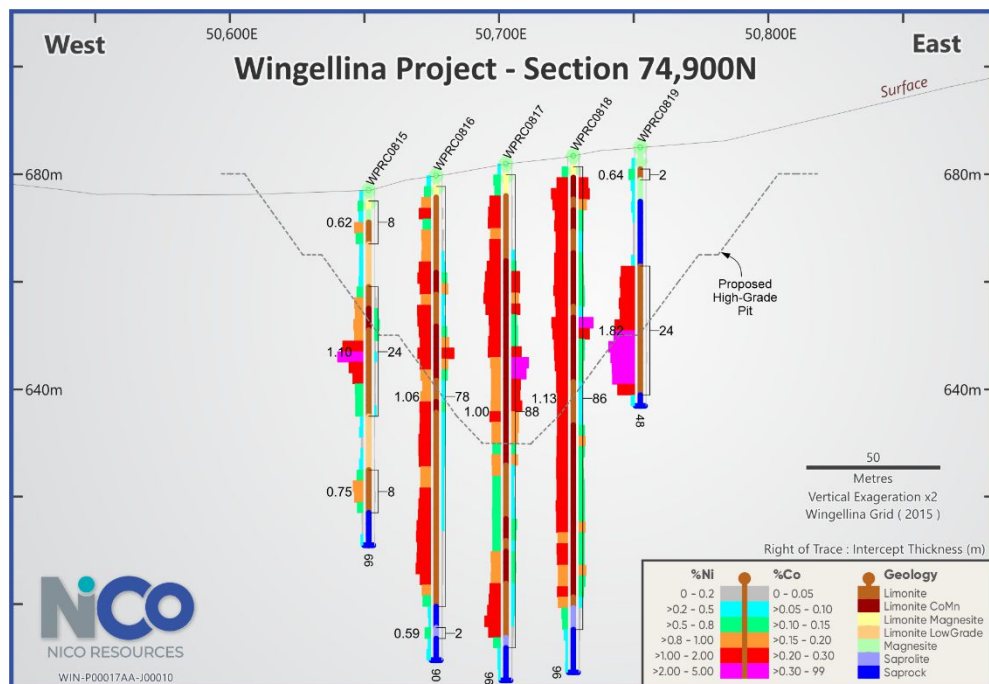 West
50,600E
50,700E
50,800E
East
Wingellina Project - Section 74,900N
Surface
WPRC0815
WPRC0816
WPRC0817
WPRC0818
WPRC0819
680m
680m
0.64
2
0.62
8
Proposed
High-Grade
Pit
1.82
24
1.10
24
640m
640m
1.06
78
1.00
88
1.13
86
48
0.75
8
66
0.59
2
90
96
96
50
Metres
Vertical Exageration x2
Wingellina Grid ( 2015 )
Right of Trace : Intercept Thickness (m)
%Ni %Co Geology
0 - 0.2 0 - 0.05 Limonite
>0.2 - 0.5 >0.05 - 0.10 Limonite CoMn
>0.5 - 0.8 >0.10 - 0.15 Limonite Magnesite
>0.8 - 1.00 >0.15 - 0.20 Limonite LowGrade
>1.00 - 2.00 >0.20 - 0.30 Magnesite
>2.00 - 5.00 >0.30 - 99 Saprolite
Saprock
NiCo
NICO RESOURCES
WIN-P00017AA-J00010